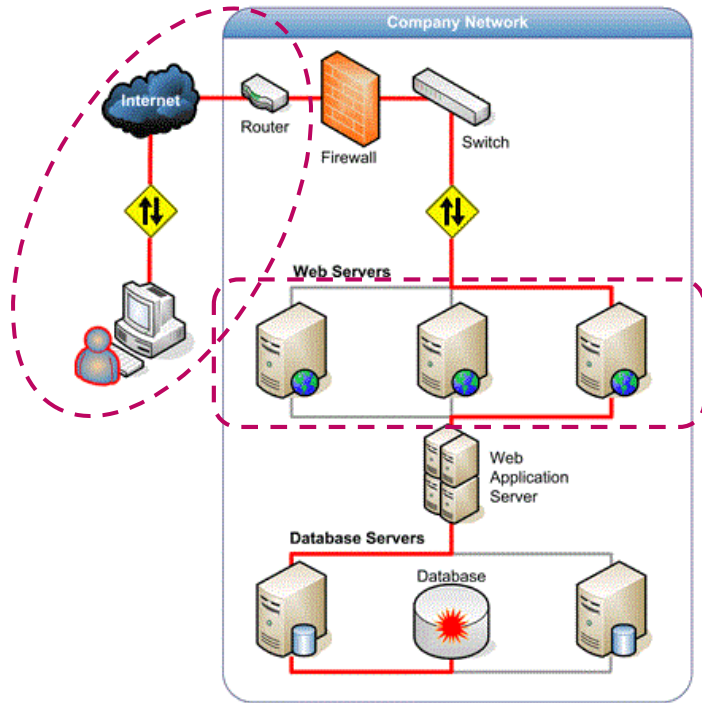 Company Network
Internet
Router
Firewall
Switch
Web Servers
Web
Application
Server
Database Servers
Database